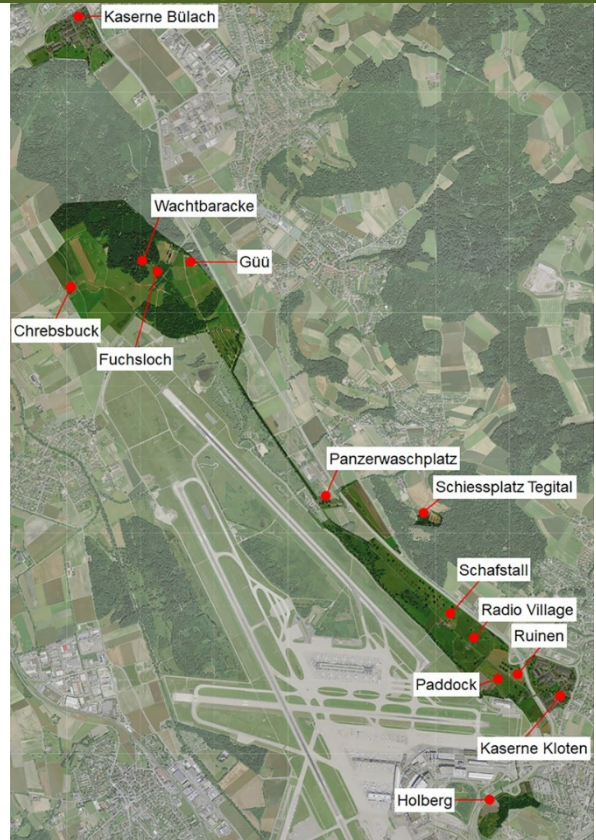 Kaserne Bülach
Wachtbaracke
Güü
Chrebsbuck
Fuchsloch
Panzerwaschplatz
Schiessplatz Tegital
Schafstall
Radio Village
Ruinen
Paddock
Kaserne Kloten
Holberg